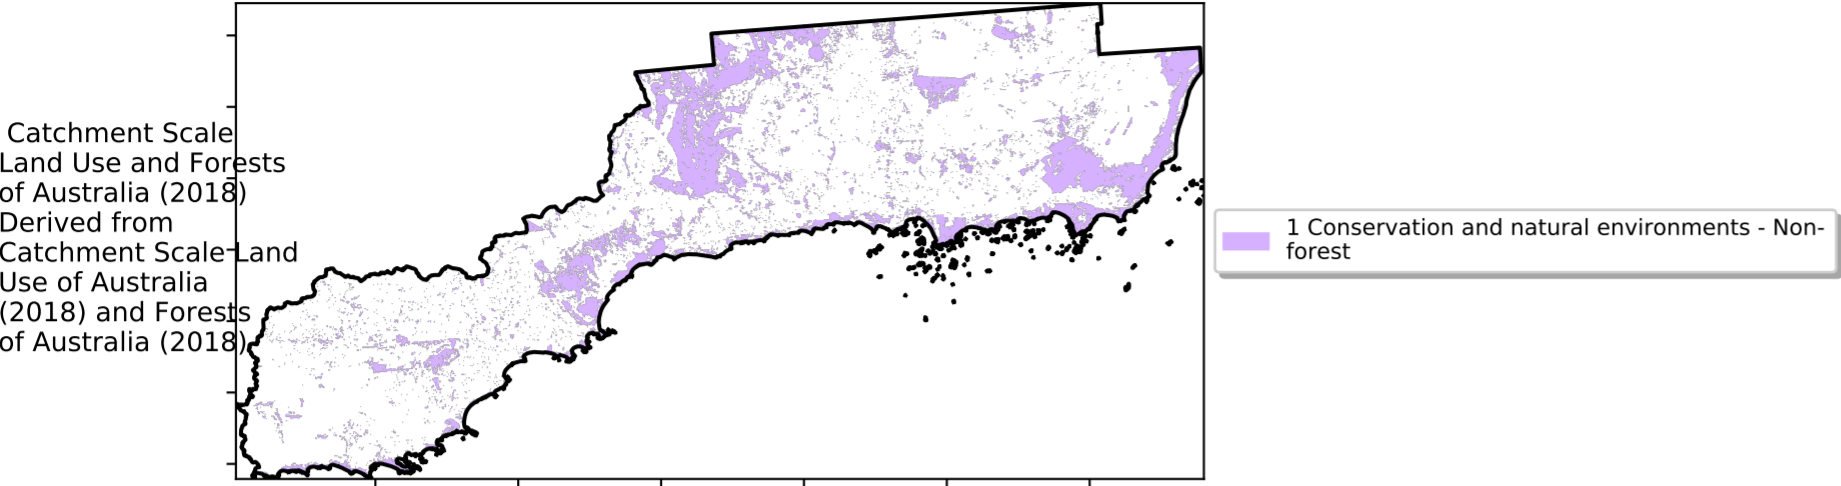 Catchment Scale
Land Use and Forests
of Australia (2018)
Derived from
Catchment Scale Land
Use of Australia
(2018) and Forests
of Australia (2018)
1 Conservation and natural environments - Non-
forest